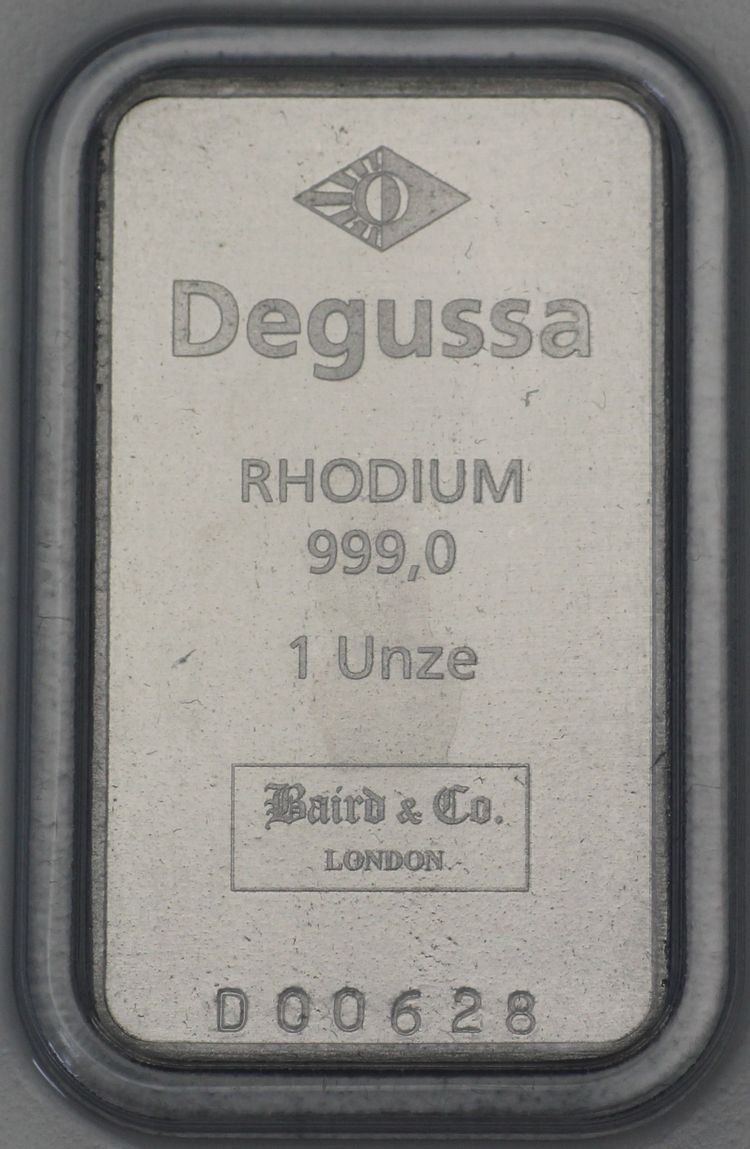 Degussa
RHODIUM
999,0
1 Unze
Baird & Co.
LONDON
D00628